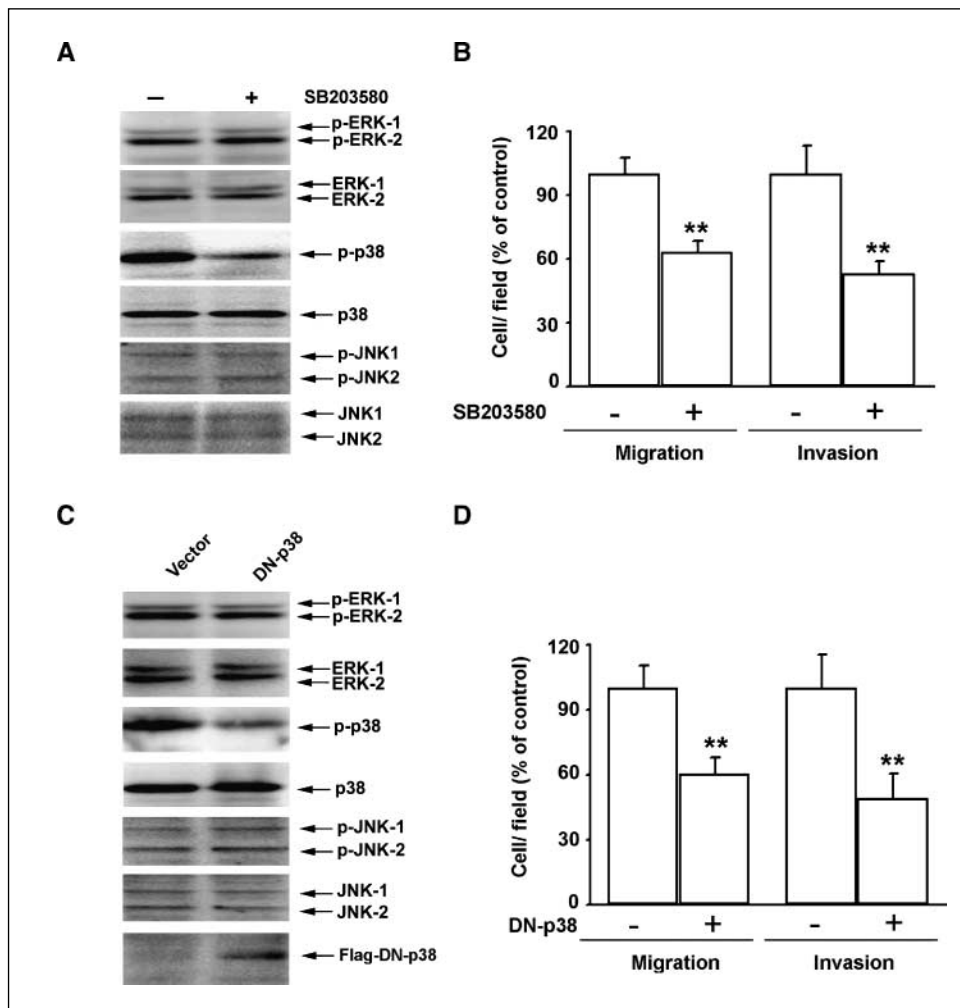 A
— + SB203580
p-ERK-1
p-ERK-2
ERK-1
ERK-2
p-p38
p38
p-JNK1
p-JNK2
JNK1
JNK2
B
Cell/ field (% of control)
120
90
60
30
0
** **
SB203580 - + - +
Migration Invasion
C
Vector DN-p38
p-ERK-1
p-ERK-2
ERK-1
ERK-2
p-p38
p38
p-JNK-1
p-JNK-2
JNK-1
JNK-2
Flag-DN-p38
D
Cell/ field (% of control)
120
90
60
30
0
** **
DN-p38 - + - +
Migration Invasion